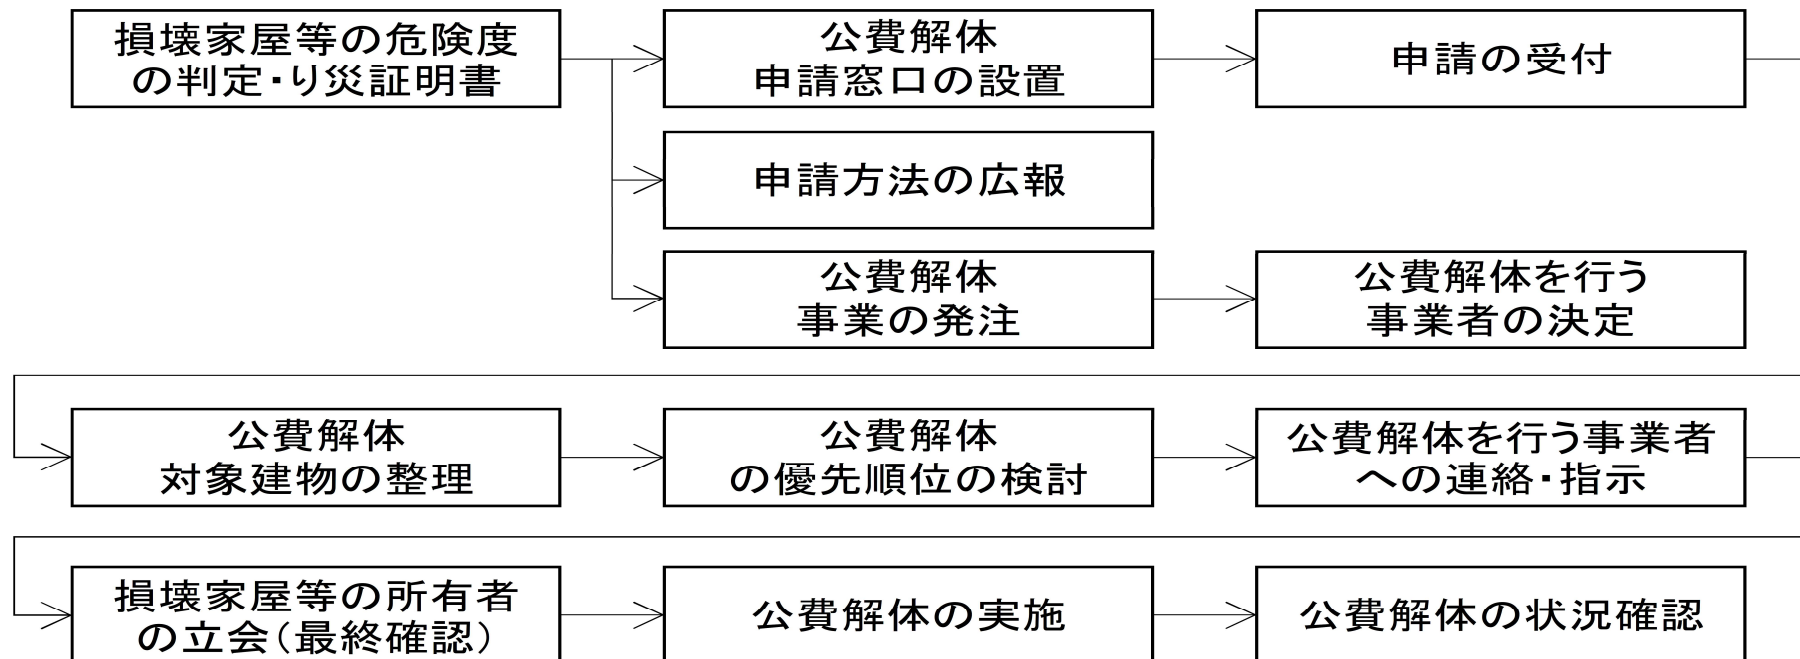 損壊家屋等の危険度
の判定・り災証明書
公費解体
申請窓口の設置
申請の受付
申請方法の広報
公費解体
事業の発注
公費解体を行う
事業者の決定
公費解体
対象建物の整理
公費解体
の優先順位の検討
公費解体を行う事業者
への連絡・指示
損壊家屋等の所有者
の立会(最終確認)
公費解体の実施
公費解体の状況確認